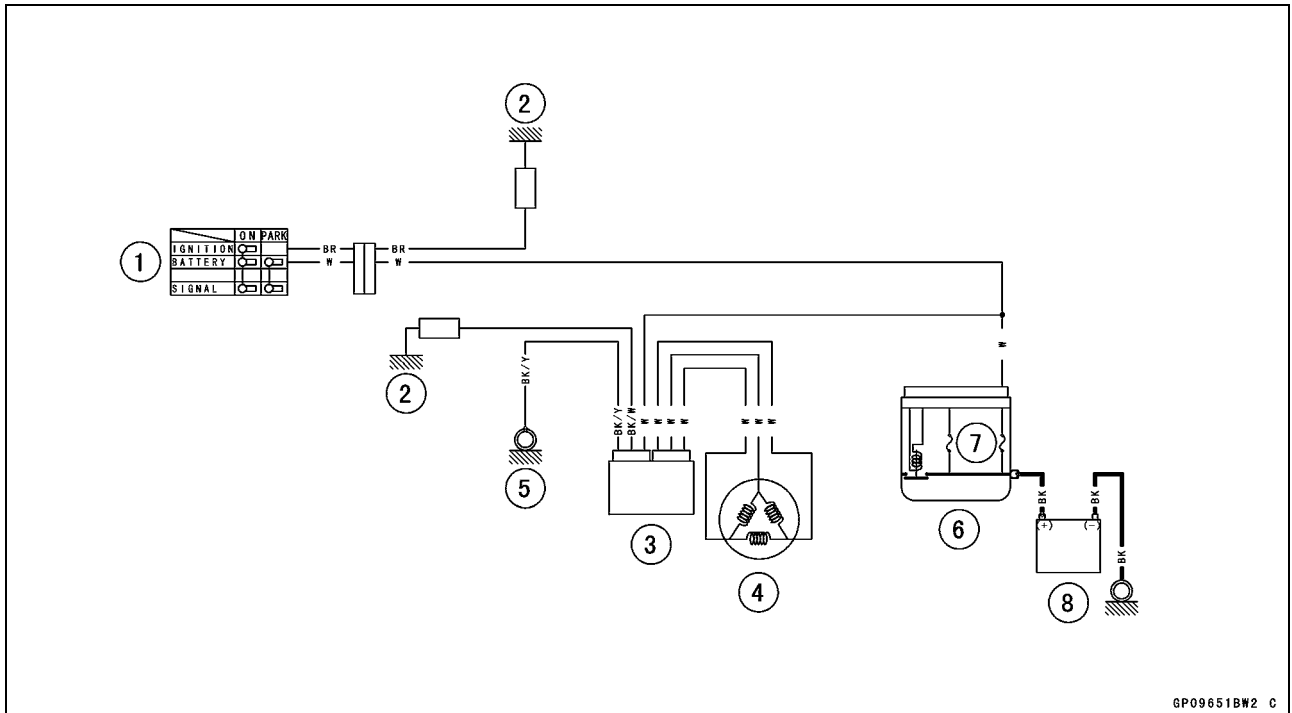 2
ON PARK
IGNITION
BATTERY
SIGNAL
1
BR BR
W W
2
BK/Y
5
BK/Y BK/W W W W W
3
W W W
4
W
7
6
BK BK
(+) (-)
BK
8
GP09651BW2 C